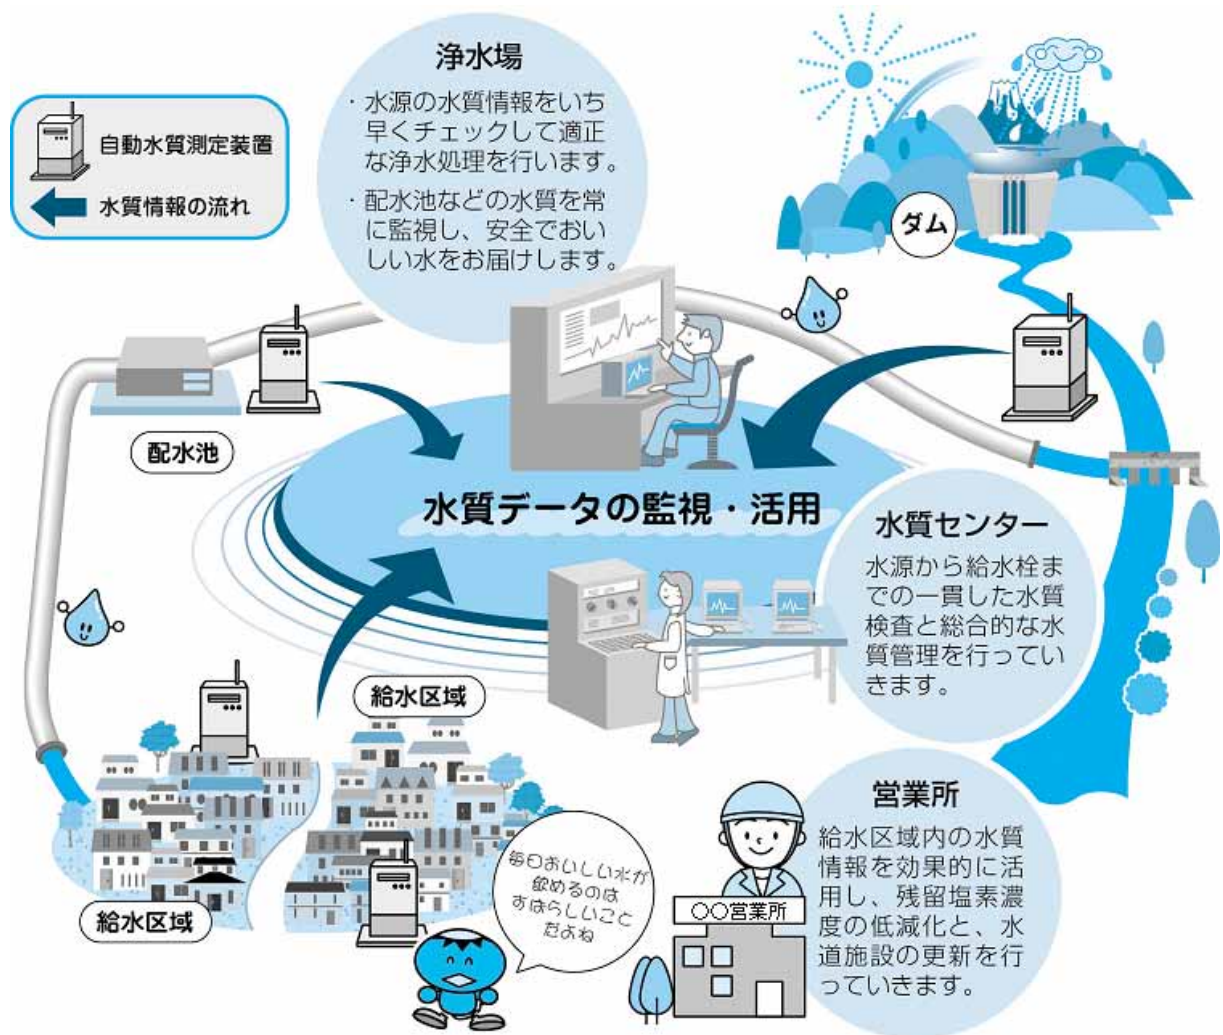 浄水場
・水源の水質情報をいち
早くチェックして適正
な浄水処理を行います。
・配水池などの水質を常
に監視し、安全でおい
しい水をお届けします。
自動水質測定装置
水質情報の流れ
ダム
配水池
水質データの監視・活用
水質センター
水源から給水栓ま
での一貫した水質
検査と総合的な水
質管理を行ってい
きます。
給水区域
給水区域
毎日おいしい水が
飲めるのは
すばらしいこと
だよね
〇〇営業所
営業所
給水区域内の水質
情報を効果的に活
用し、残留塩素濃
度の低減化と、水
道施設の更新を行
っていきます。